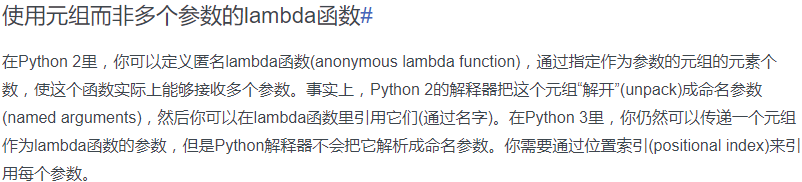 使用元组而非多个参数的lambda函数#
在Python 2里，你可以定义匿名lambda函数(anonymous lambda function)，通过指定作为参数的元组的元素个
数，使这个函数实际上能够接收多个参数。事实上，Python 2的解释器把这个元组“解开”(unpack)成命名参数
(named arguments)，然后你可以在lambda函数里引用它们(通过名字)。在Python 3里，你仍然可以传递一个元组
作为lambda函数的参数，但是Python解释器不会把它解析成命名参数。你需要通过位置索引(positional index)来引
用每个参数。